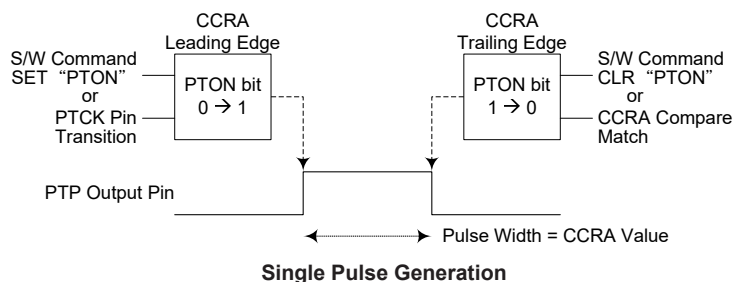 CCRA
Leading Edge
CCRA
Trailing Edge
S/W Command
SET “PTON”
or
PTCK Pin
Transition
PTON bit
0 → 1
PTON bit
1 → 0
S/W Command
CLR “PTON”
or
CCRA Compare
Match
PTP Output Pin
Pulse Width = CCRA Value
Single Pulse Generation